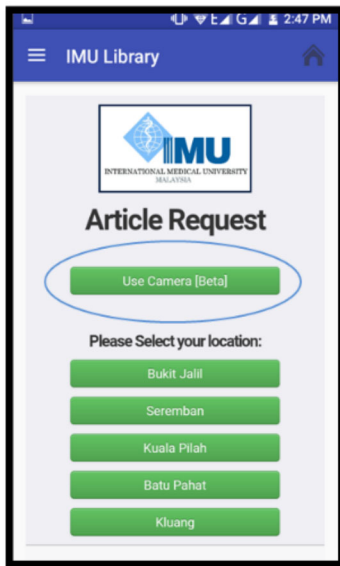 E G 2:47 PM
IMU Library
IMU
INTERNATIONAL MEDICAL UNIVERSITY
MALAYSIA
Article Request
Use Camera [Beta]
Please Select your location:
Bukit Jalil
Seremban
Kuala Pilah
Batu Pahat
Kluang